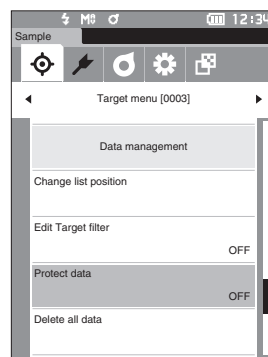 M 12:34
Sample
Target menu [0003]
Data management
Change list position
Edit Target filter
OFF
Protect data
OFF
Delete all data